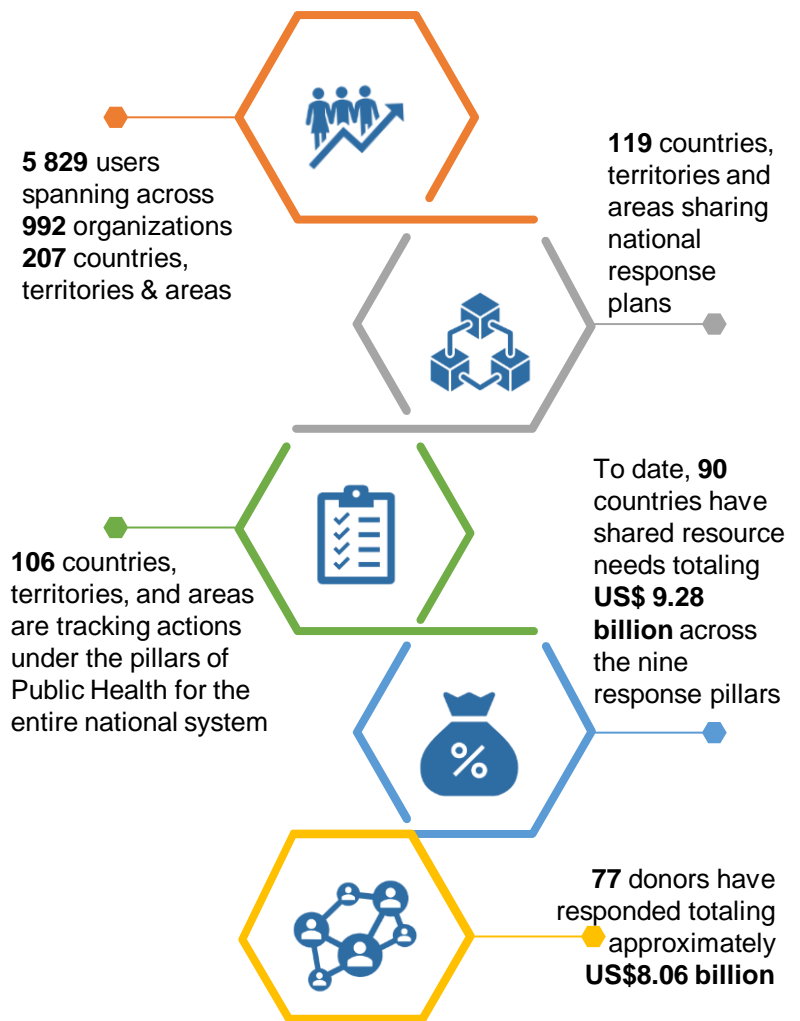 5 829 users
spanning across
992 organizations
207 countries,
territories & areas
119 countries,
territories and
areas sharing
national
response
plans
106 countries,
territories, and areas
are tracking actions
under the pillars of
Public Health for the
entire national system
To date, 90
countries have
shared resource
needs totaling
US$ 9.28
billion across
the nine
response pillars
%
77 donors have
responded totaling
approximately
US$8.06 billion